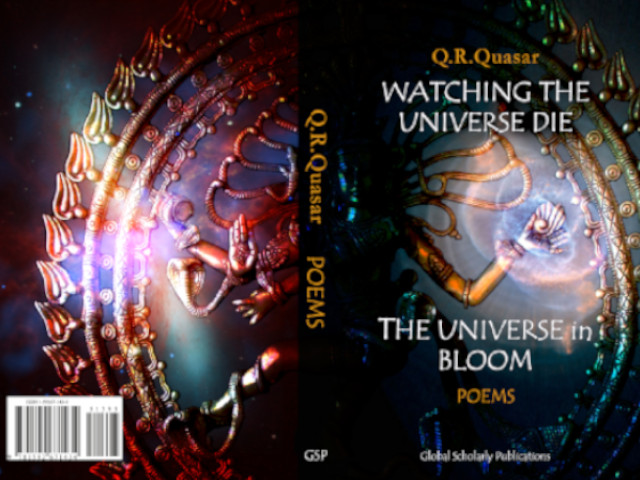 Q.R.Quasar
WATCHING THE
UNIVERSE DIE
THE UNIVERSE in
BLOOM
POEMS
Global Scholarly Publications
Q.R.Quasar POEMS
GSP